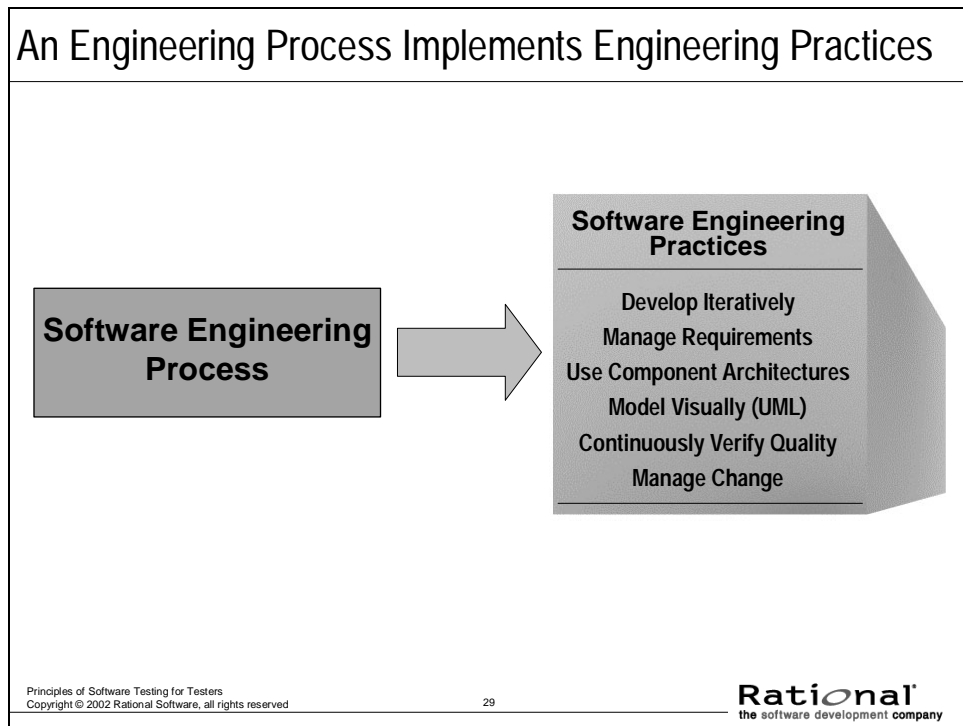 An Engineering Process Implements Engineering Practices
Software Engineering
Process
Software Engineering
Practices
Develop Iteratively
Manage Requirements
Use Component Architectures
Model Visually (UML)
Continuously Verify Quality
Manage Change
Principles of Software Testing for Testers
Copyright © 2002 Rational Software, all rights reserved
29
Rational
the software development company